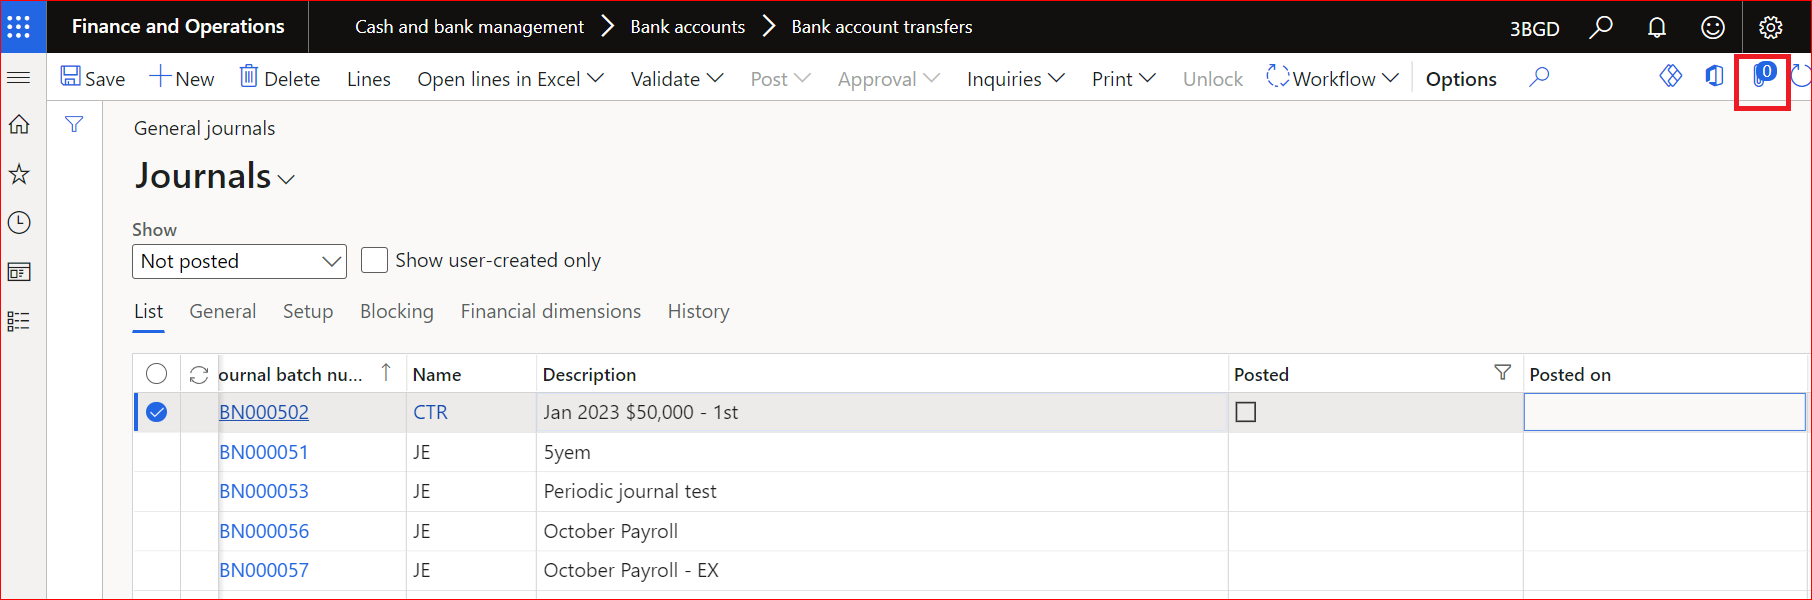 Finance and Operations Cash and bank management Bank accounts Bank account transfers 3BGD
Save New Delete Lines Open lines in Excel Validate Post Approval Inquiries Print Unlock Workflow Options 0
General journals
Journals
Show
Not posted Show user-created only
List General Setup Blocking Financial dimensions History
ournal batch nu... Name Description Posted Posted on
BN000502 CTR Jan 2023 $50,000 - 1st
BN000051 JE 5yem
BN000053 JE Periodic journal test
BN000056 JE October Payroll
BN000057 JE October Payroll - EX